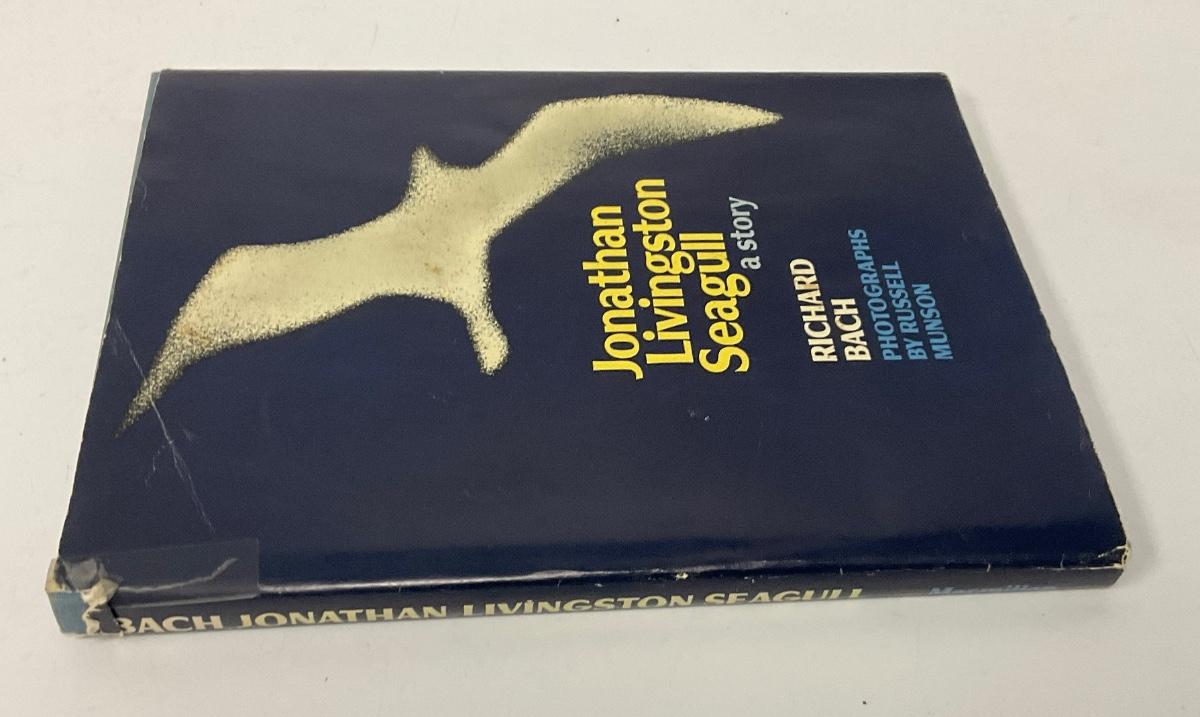 Jonathan
Livingston
Seagull
a story
RICHARD
BACH
PHOTOGRAPHS
BY RUSSELL
MUNSON
BACH JONATHAN LIVINGSTON SEAGULL